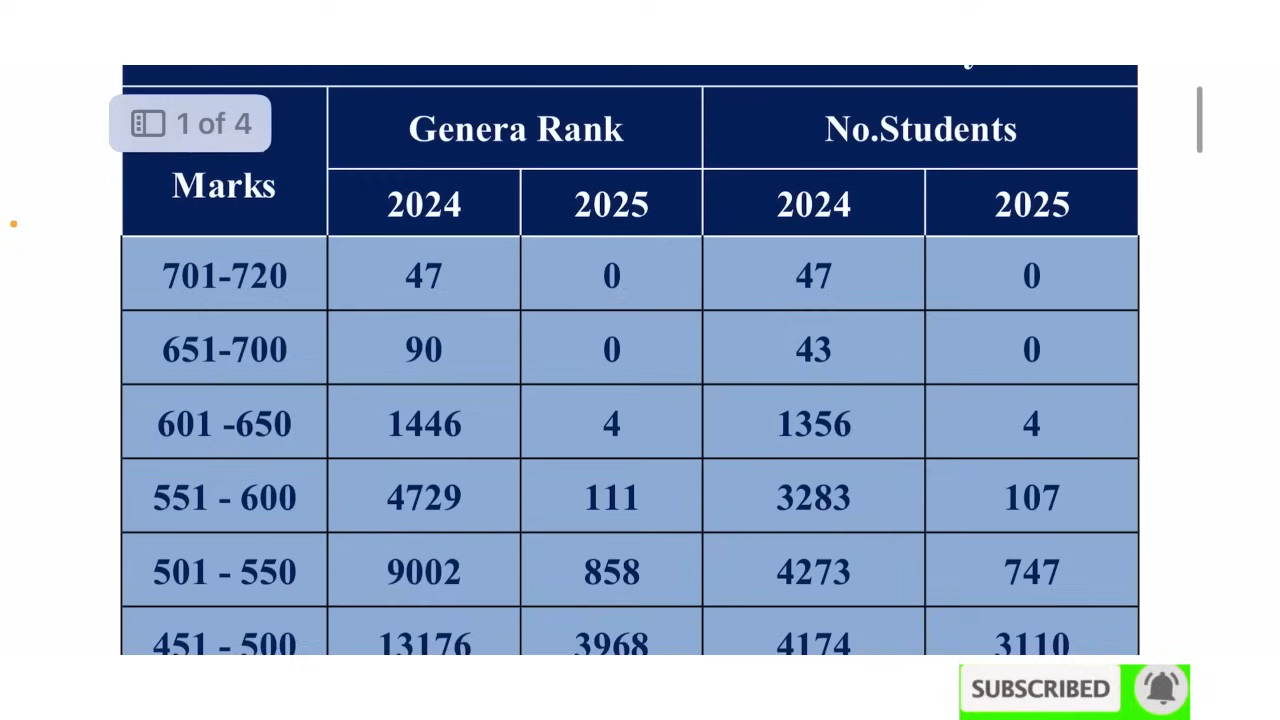 1 of 4
Marks
Genera Rank
No.Students
2024 2025 2024 2025
701-720 47 0 47 0
651-700 90 0 43 0
601 -650 1446 4 1356 4
551 - 600 4729 111 3283 107
501 - 550 9002 858 4273 747
451 - 500 13176 3968 4174 3110
SUBSCRIBED